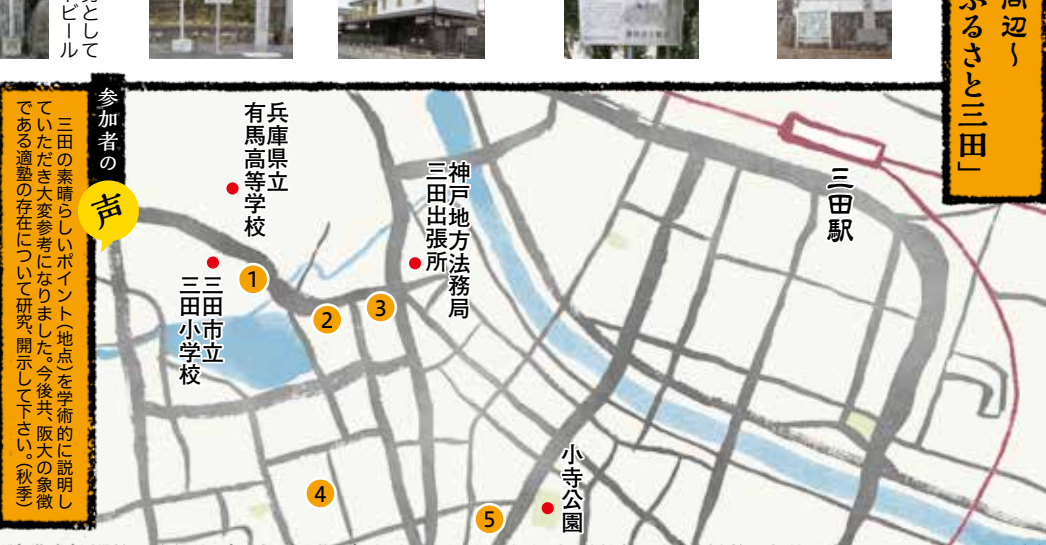 周辺～
ふるさと三田」
として
ビール
参加者の
声
三田の素晴らしいポイント(地点)を学術的に説明し
ていただき大変参考になりました。今後共、阪大の象徴
である適塾の存在について研究、開示して下さい。(秋季)
三田駅
神戸地方法務局
三田出張所
兵庫県立
有馬高等学校
三田市立
三田小学校
小寺公園
1
2
3
4
5